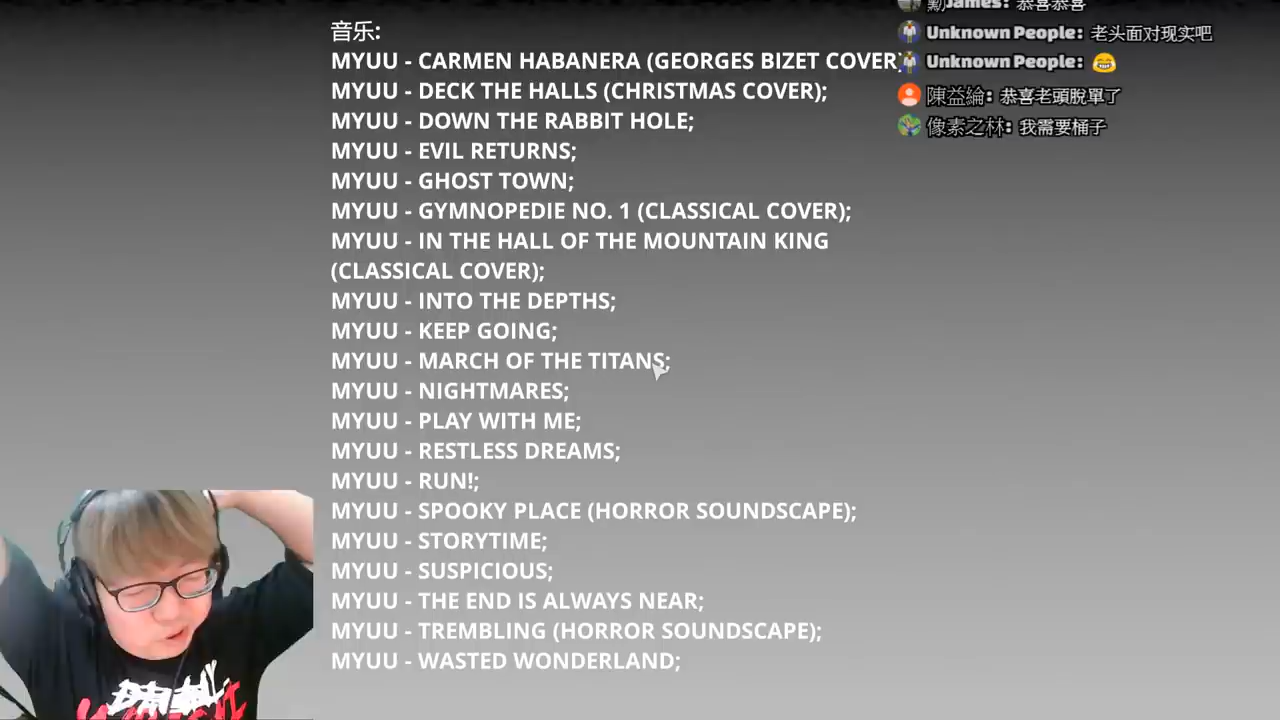 音乐:
MYUU - CARMEN HABANERA (GEORGES BIZET COVER)
MYUU - DECK THE HALLS (CHRISTMAS COVER);
MYUU - DOWN THE RABBIT HOLE;
MYUU - EVIL RETURNS;
MYUU - GHOST TOWN;
MYUU - GYMNOPEDIE NO. 1 (CLASSICAL COVER);
MYUU - IN THE HALL OF THE MOUNTAIN KING
(CLASSICAL COVER);
MYUU - INTO THE DEPTHS;
MYUU - KEEP GOING;
MYUU - MARCH OF THE TITANS;
MYUU - NIGHTMARES;
MYUU - PLAY WITH ME;
MYUU - RESTLESS DREAMS;
MYUU - RUN!;
MYUU - SPOOKY PLACE (HORROR SOUNDSCAPE);
MYUU - STORYTIME;
MYUU - SUSPICIOUS;
MYUU - THE END IS ALWAYS NEAR;
MYUU - TREMBLING (HORROR SOUNDSCAPE);
MYUU - WASTED WONDERLAND;
James: 恭喜恭喜
Unknown People: 老头面对现实吧
Unknown People: 😂
陳益綸: 恭喜老頭脫單了
像素之林: 我需要桶子